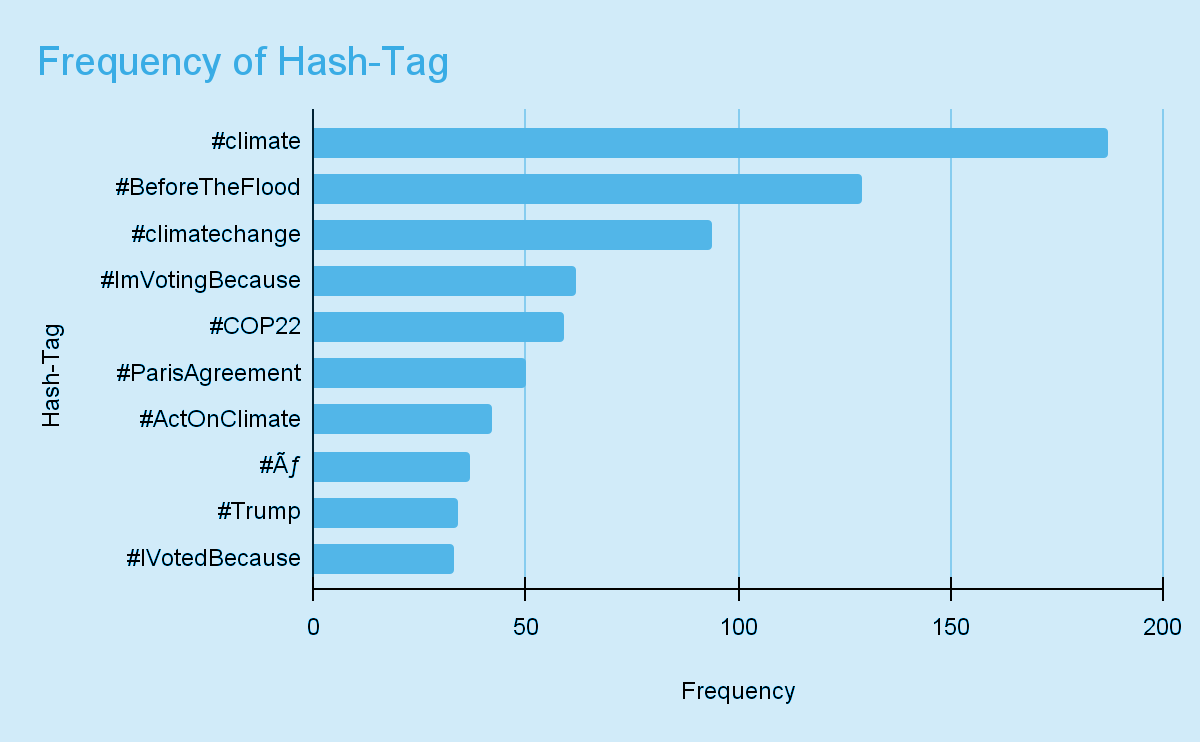 Frequency of Hash-Tag
#climate
#BeforeTheFlood
#climatechange
#ImVotingBecause
#COP22
#ParisAgreement
#ActOnClimate
#Ãƒ
#Trump
#IVotedBecause
Hash-Tag
0 50 100 150 200
Frequency